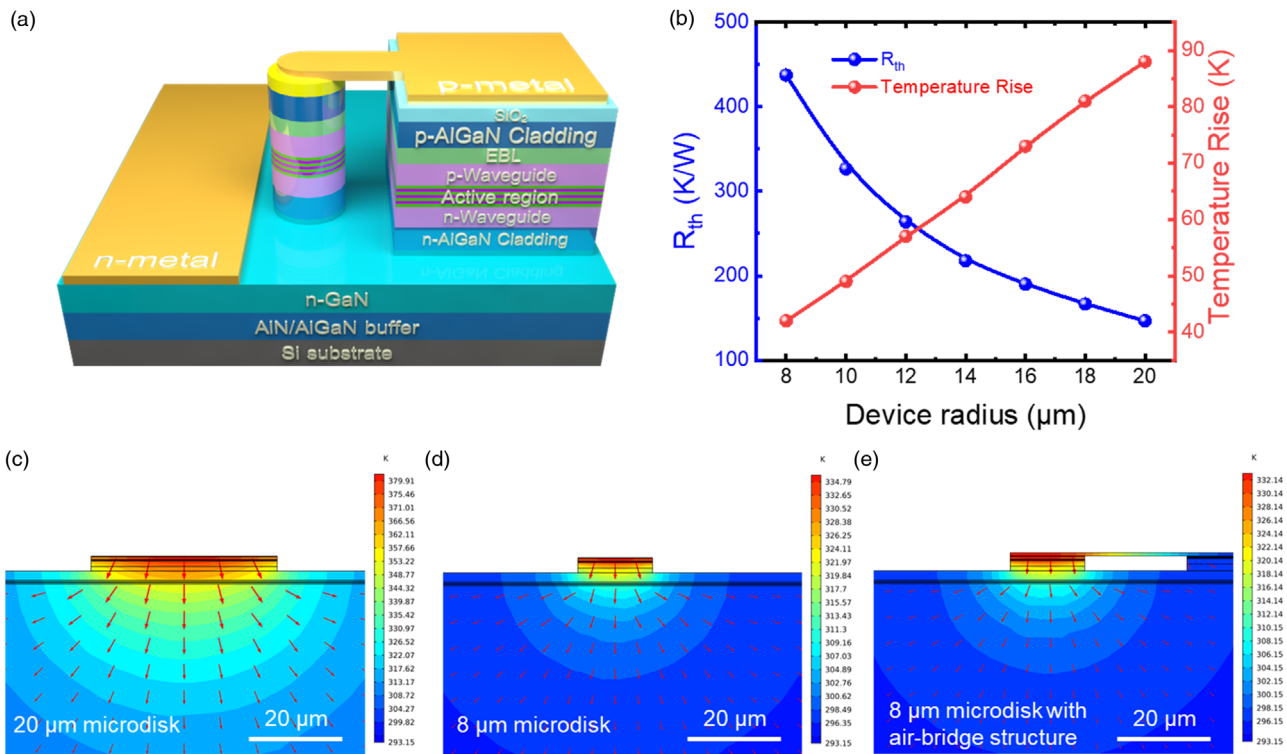 (a)
p-metal
SiO₂
p-AlGaN Cladding
EBL
p-Waveguide
Active region
n-Waveguide
n-AlGaN Cladding
n-AlGaN Cladding
n-metal
n-GaN
AlN/AlGaN buffer
Si substrate
(b)
Rth (K/W)
500
400
300
200
100
Rth
Temperature Rise
90
80
70
60
50
40
Temperature Rise (K)
8 10 12 14 16 18 20
Device radius (μm)
(c)
K
379.91
375.46
371.01
366.56
362.11
357.66
353.22
348.77
344.32
339.87
335.42
330.97
326.52
322.07
317.62
313.17
308.72
304.27
299.82
293.15
20 μm microdisk
20 μm
(d)
K
334.79
332.65
330.52
328.38
326.25
324.11
321.97
319.84
317.7
315.57
313.43
311.3
309.16
307.03
304.89
302.76
300.62
298.49
296.35
293.15
8 μm microdisk
20 μm
(e)
K
332.14
330.14
328.14
326.14
324.14
322.14
320.14
318.14
316.14
314.15
312.15
310.15
308.15
306.15
304.15
302.15
300.15
298.15
296.15
293.15
8 μm microdisk with
air-bridge structure
20 μm